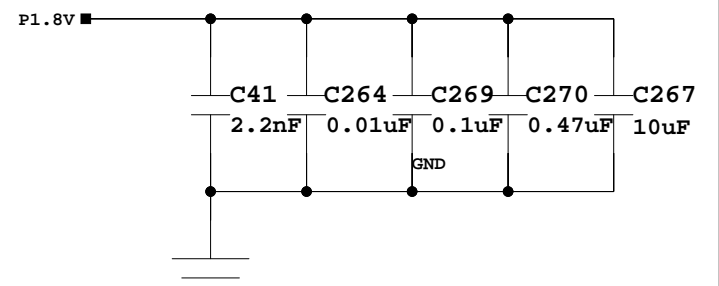 P1.8V
C41 C264 C269 C270 C267
2.2nF 0.01uF 0.1uF 0.47uF 10uF
GND